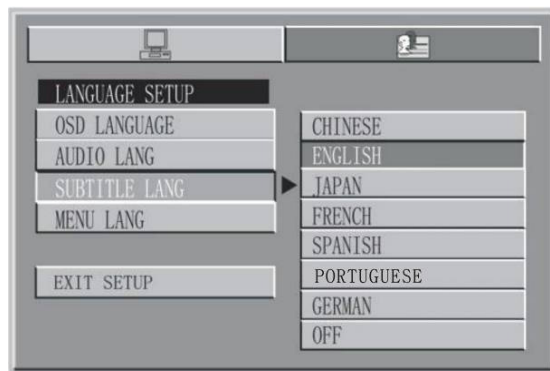 LANGUAGE SETUP
OSD LANGUAGE
AUDIO LANG
SUBTITLE LANG
MENU LANG
EXIT SETUP
CHINESE
ENGLISH
JAPAN
FRENCH
SPANISH
PORTUGUESE
GERMAN
OFF